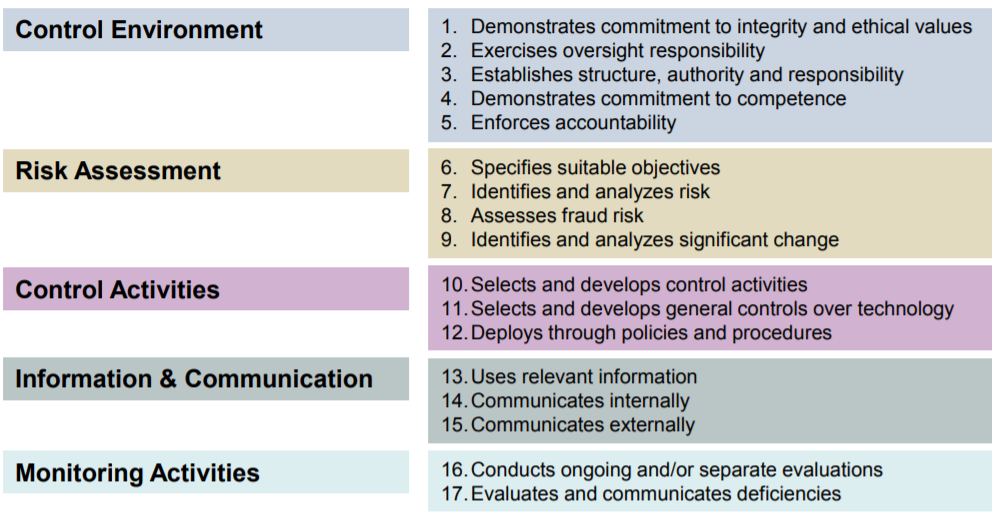 Control Environment
1. Demonstrates commitment to integrity and ethical values
2. Exercises oversight responsibility
3. Establishes structure, authority and responsibility
4. Demonstrates commitment to competence
5. Enforces accountability
Risk Assessment
6. Specifies suitable objectives
7. Identifies and analyzes risk
8. Assesses fraud risk
9. Identifies and analyzes significant change
Control Activities
10. Selects and develops control activities
11. Selects and develops general controls over technology
12. Deploys through policies and procedures
Information & Communication
13. Uses relevant information
14. Communicates internally
15. Communicates externally
Monitoring Activities
16. Conducts ongoing and/or separate evaluations
17. Evaluates and communicates deficiencies